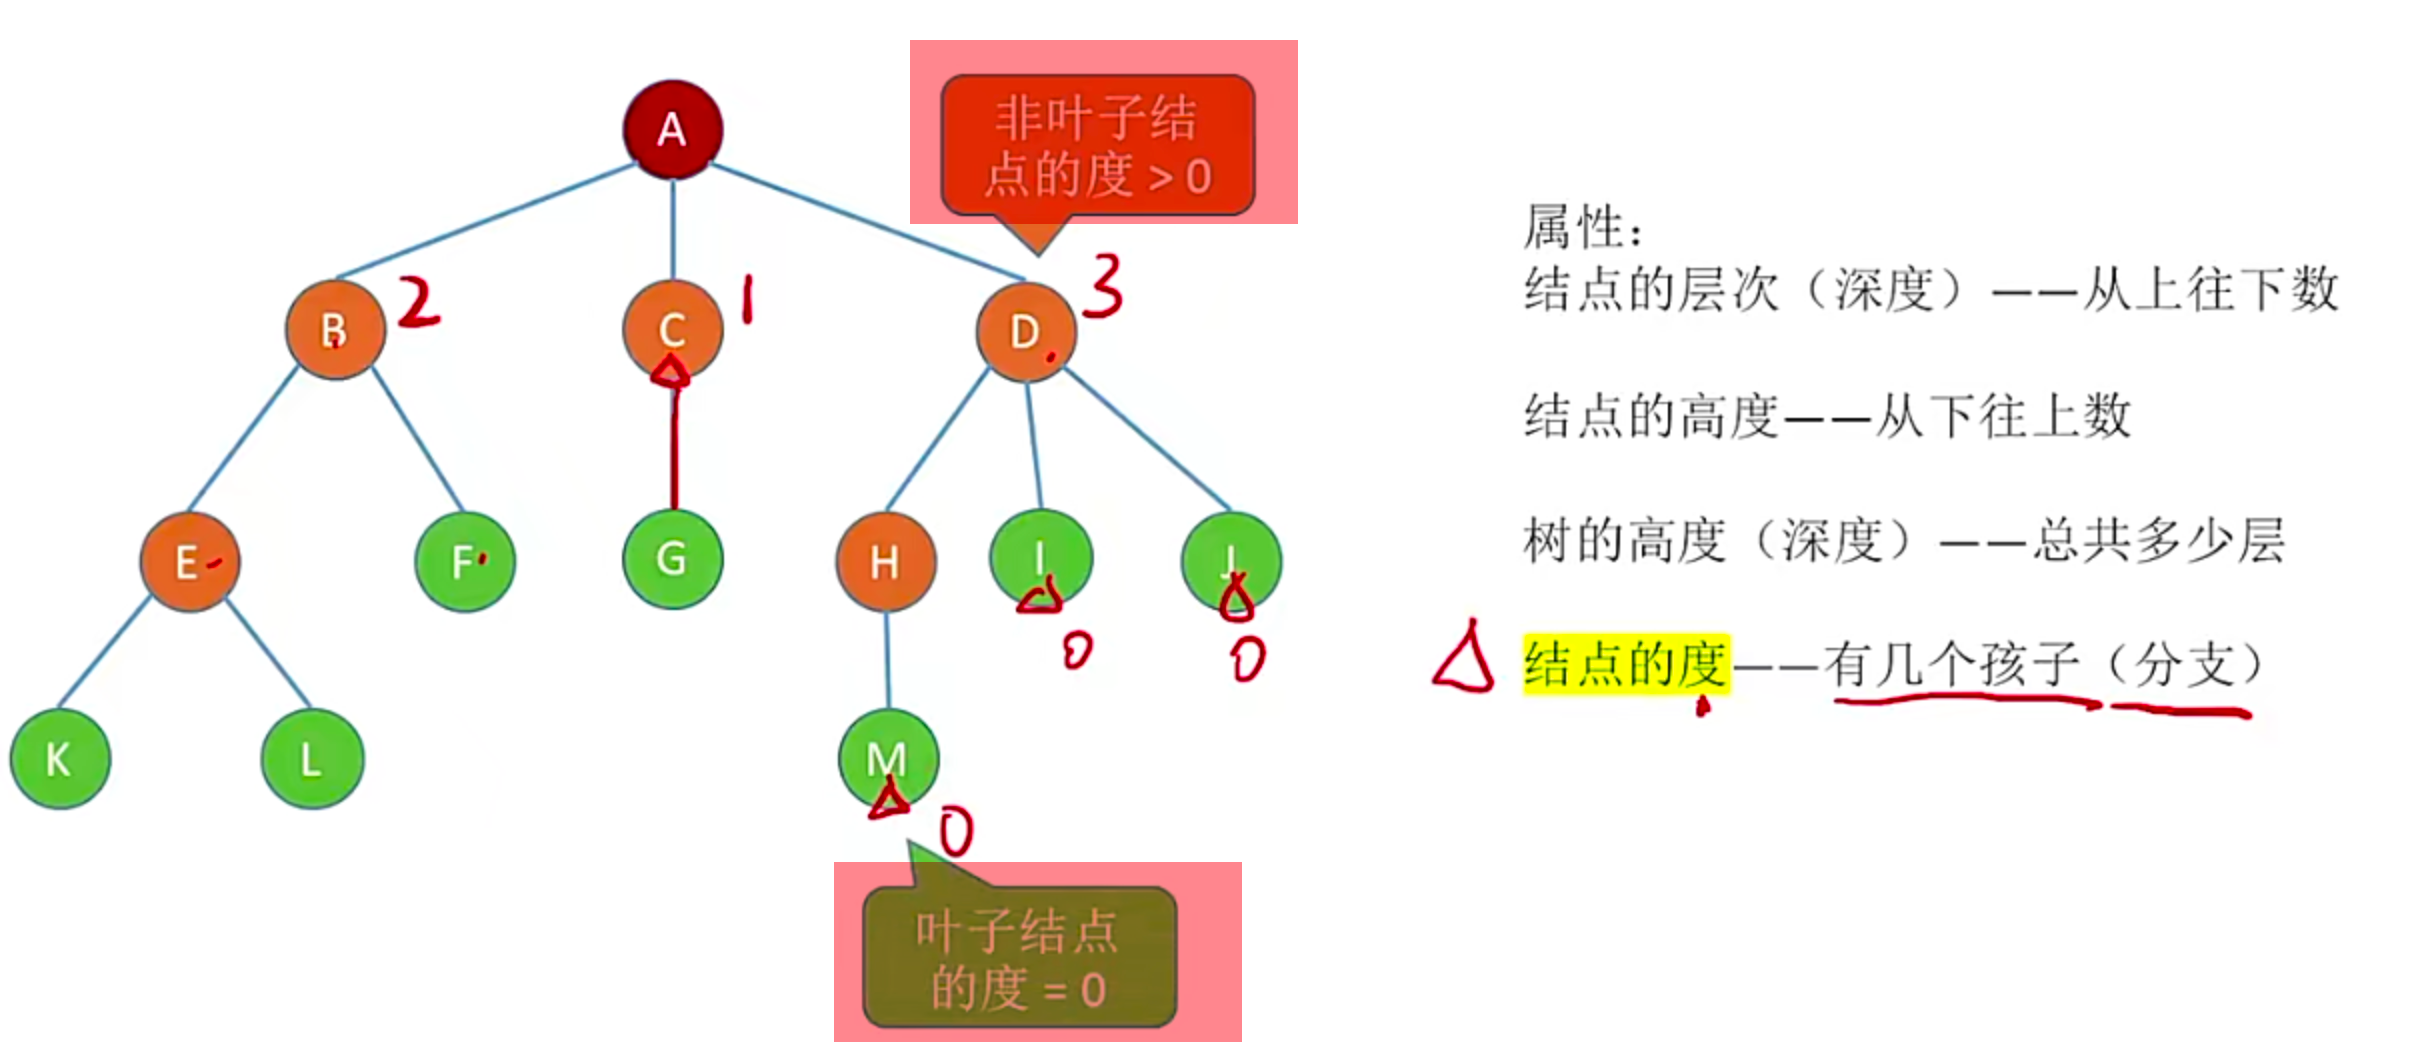 A
非叶子结
点的度 > 0
B 2 C 1 D 3
E F G H I J
0 0
K L M
0
叶子结点
的度 = 0
属性：
结点的层次（深度）——从上往下数
结点的高度——从下往上数
树的高度（深度）——总共多少层
结点的度——有几个孩子（分支）